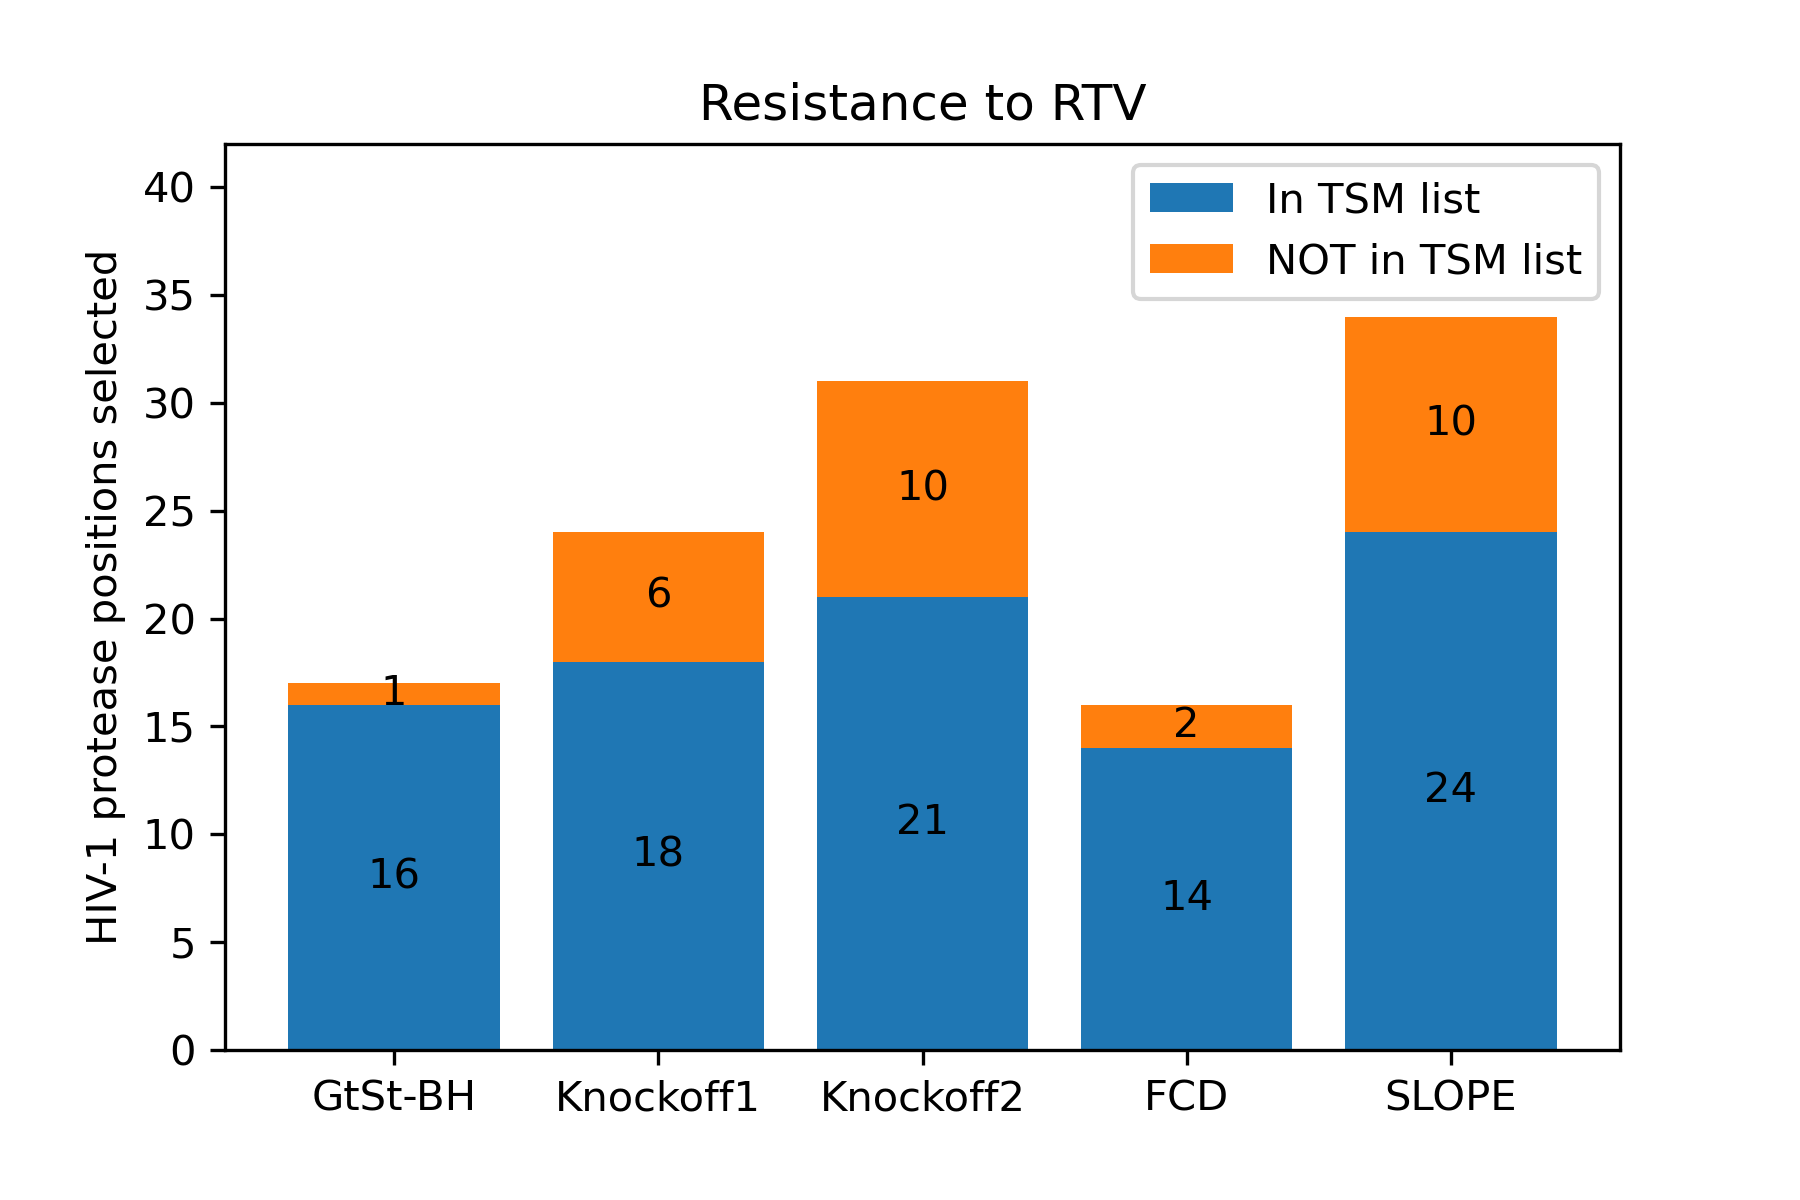 Resistance to RTV
In TSM list
NOT in TSM list
HIV-1 protease positions selected
40
35
30
25
20
15
10
5
0
1
16
6
18
10
21
2
14
10
24
GtSt-BH
Knockoff1
Knockoff2
FCD
SLOPE